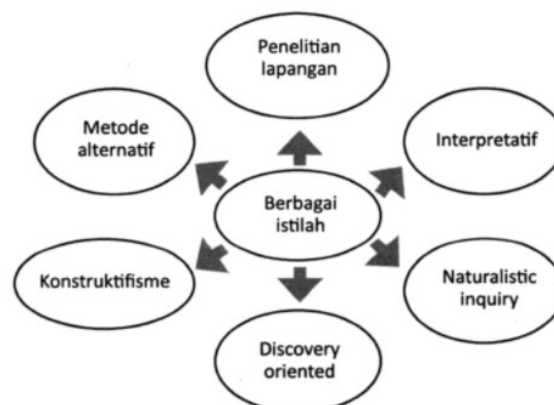 Penelitian
lapangan
Metode
alternatif
Interpretatif
Berbagai
istilah
Konstruktifisme
Naturalistic
inquiry
Discovery
oriented